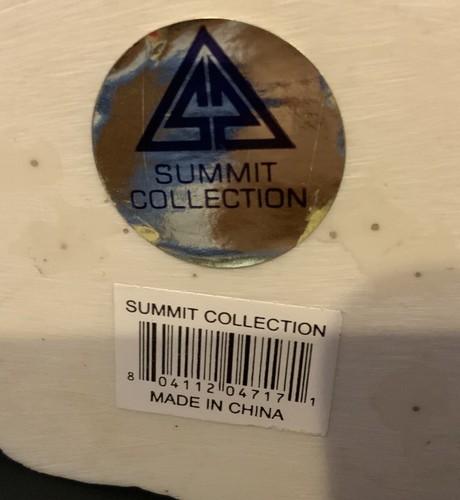 SUMMIT
COLLECTION
SUMMIT COLLECTION
8 04112 04717 1
MADE IN CHINA